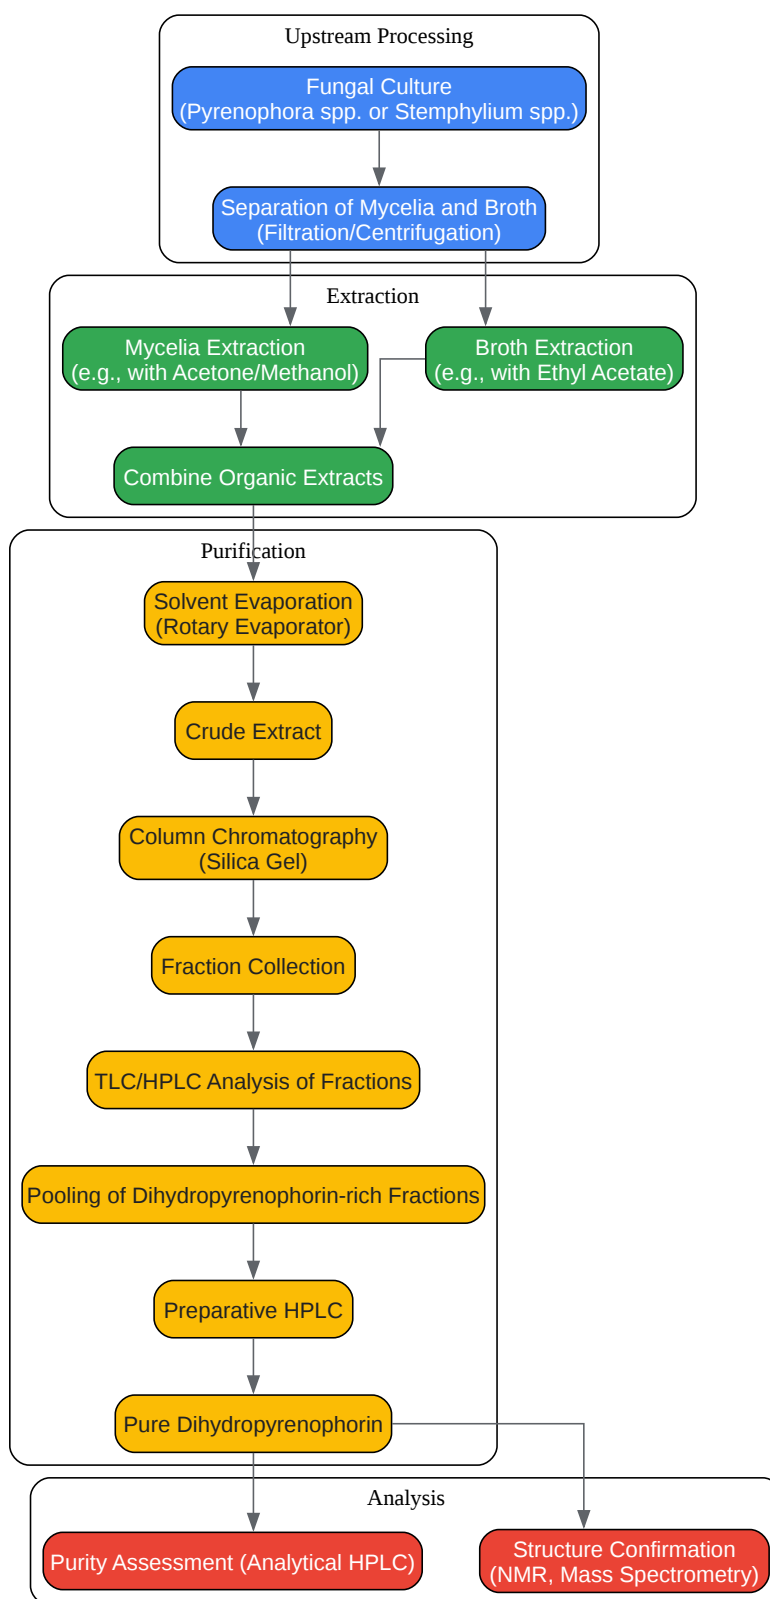 Upstream Processing
Fungal Culture
(Pyrenophora spp. or Stemphylium spp.)
Separation of Mycelia and Broth
(Filtration/Centrifugation)
Extraction
Mycelia Extraction
(e.g., with Acetone/Methanol)
Broth Extraction
(e.g., with Ethyl Acetate)
Combine Organic Extracts
Purification
Solvent Evaporation
(Rotary Evaporator)
Crude Extract
Column Chromatography
(Silica Gel)
Fraction Collection
TLC/HPLC Analysis of Fractions
Pooling of Dihydropyrenophorin-rich Fractions
Preparative HPLC
Pure Dihydropyrenophorin
Analysis
Purity Assessment (Analytical HPLC)
Structure Confirmation
(NMR, Mass Spectrometry)